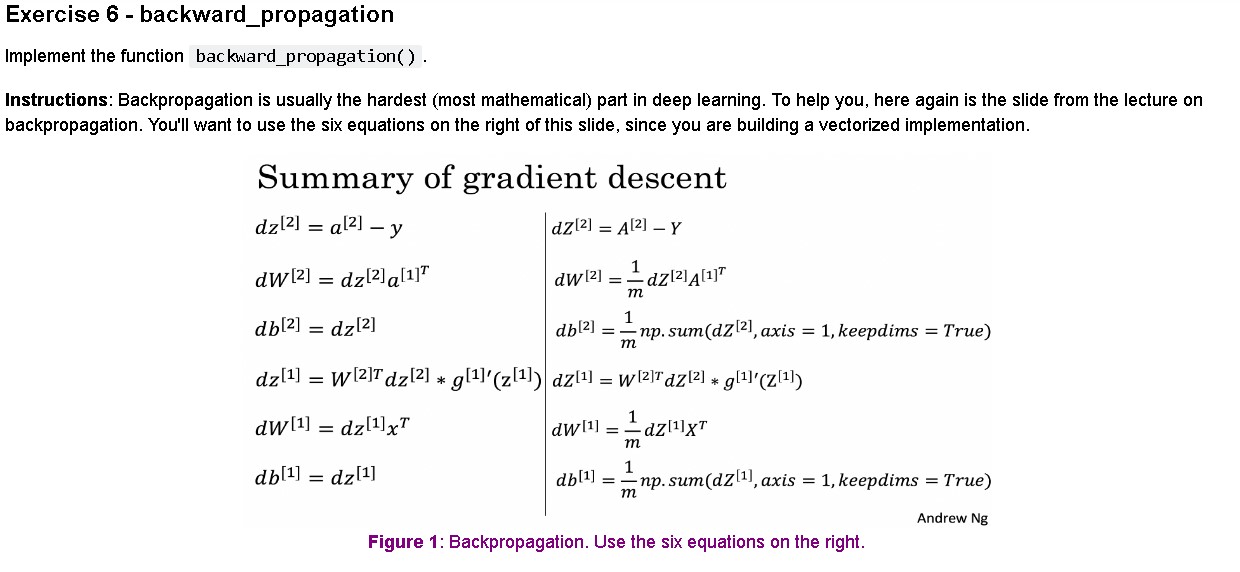 Exercise 6 - backward_propagation
Implement the function backward_propagation() .
Instructions: Backpropagation is usually the hardest (most mathematical) part in deep learning. To help you, here again is the slide from the lecture on
backpropagation. You'll want to use the six equations on the right of this slide, since you are building a vectorized implementation.
Summary of gradient descent
dz^[2] = a^[2] − y
dW^[2] = dz^[2]a^[1]^T
db^[2] = dz^[2]
dz^[1] = W^[2]T dz^[2] ∗ g^[1]′(z^[1])
dW^[1] = dz^[1]x^T
db^[1] = dz^[1]
dZ^[2] = A^[2] − Y
dW^[2] = 1/m dZ^[2]A^[1]^T
db^[2] = 1/m np.sum(dZ^[2], axis = 1, keepdims = True)
dZ^[1] = W^[2]T dZ^[2] ∗ g^[1]′(Z^[1])
dW^[1] = 1/m dZ^[1]X^T
db^[1] = 1/m np.sum(dZ^[1], axis = 1, keepdims = True)
Andrew Ng
Figure 1: Backpropagation. Use the six equations on the right.